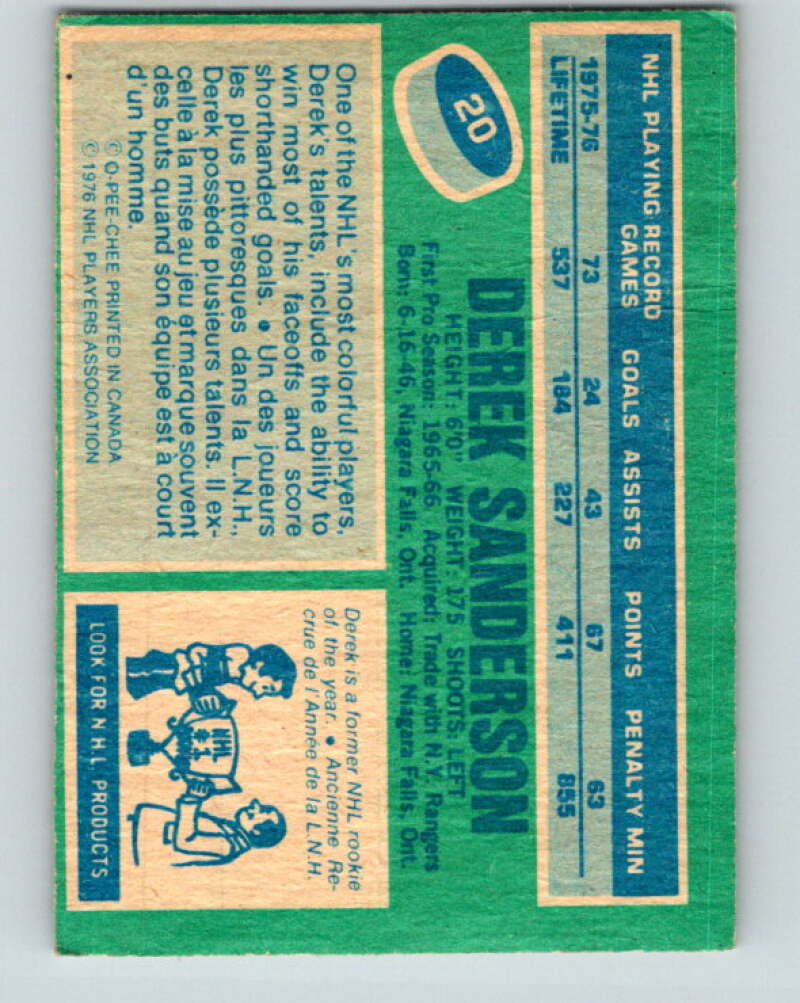 NHL PLAYING RECORD
GAMES GOALS ASSISTS POINTS PENALTY MIN
1975-76 73 24 43 67 63
LIFETIME 537 184 227 411 855
20
DEREK SANDERSON
HEIGHT: 6'0" WEIGHT: 175 SHOOTS: LEFT
First Pro Season: 1965-66 Acquired: Trade with N.Y. Rangers
Born: 6-16-46, Niagara Falls, Ont. Home: Niagara Falls, Ont.
One of the NHL's most colorful players,
Derek's talents, include the ability to
win most of his faceoffs and score
shorthanded goals. • Un des joueurs
les plus pittoresques dans la L.N.H.,
Derek possède plusieurs talents. Il ex-
celle à la mise au jeu et marque souvent
des buts quand son équipe est à court
d'un homme.
© O-PEE-CHEE PRINTED IN CANADA
© 1976 NHL PLAYERS ASSOCIATION
Derek is a former NHL rookie
of the year. • Ancienne Re-
crue de l'Année de la L.N.H.
NHL
#1
LOOK FOR N.H.L. PRODUCTS